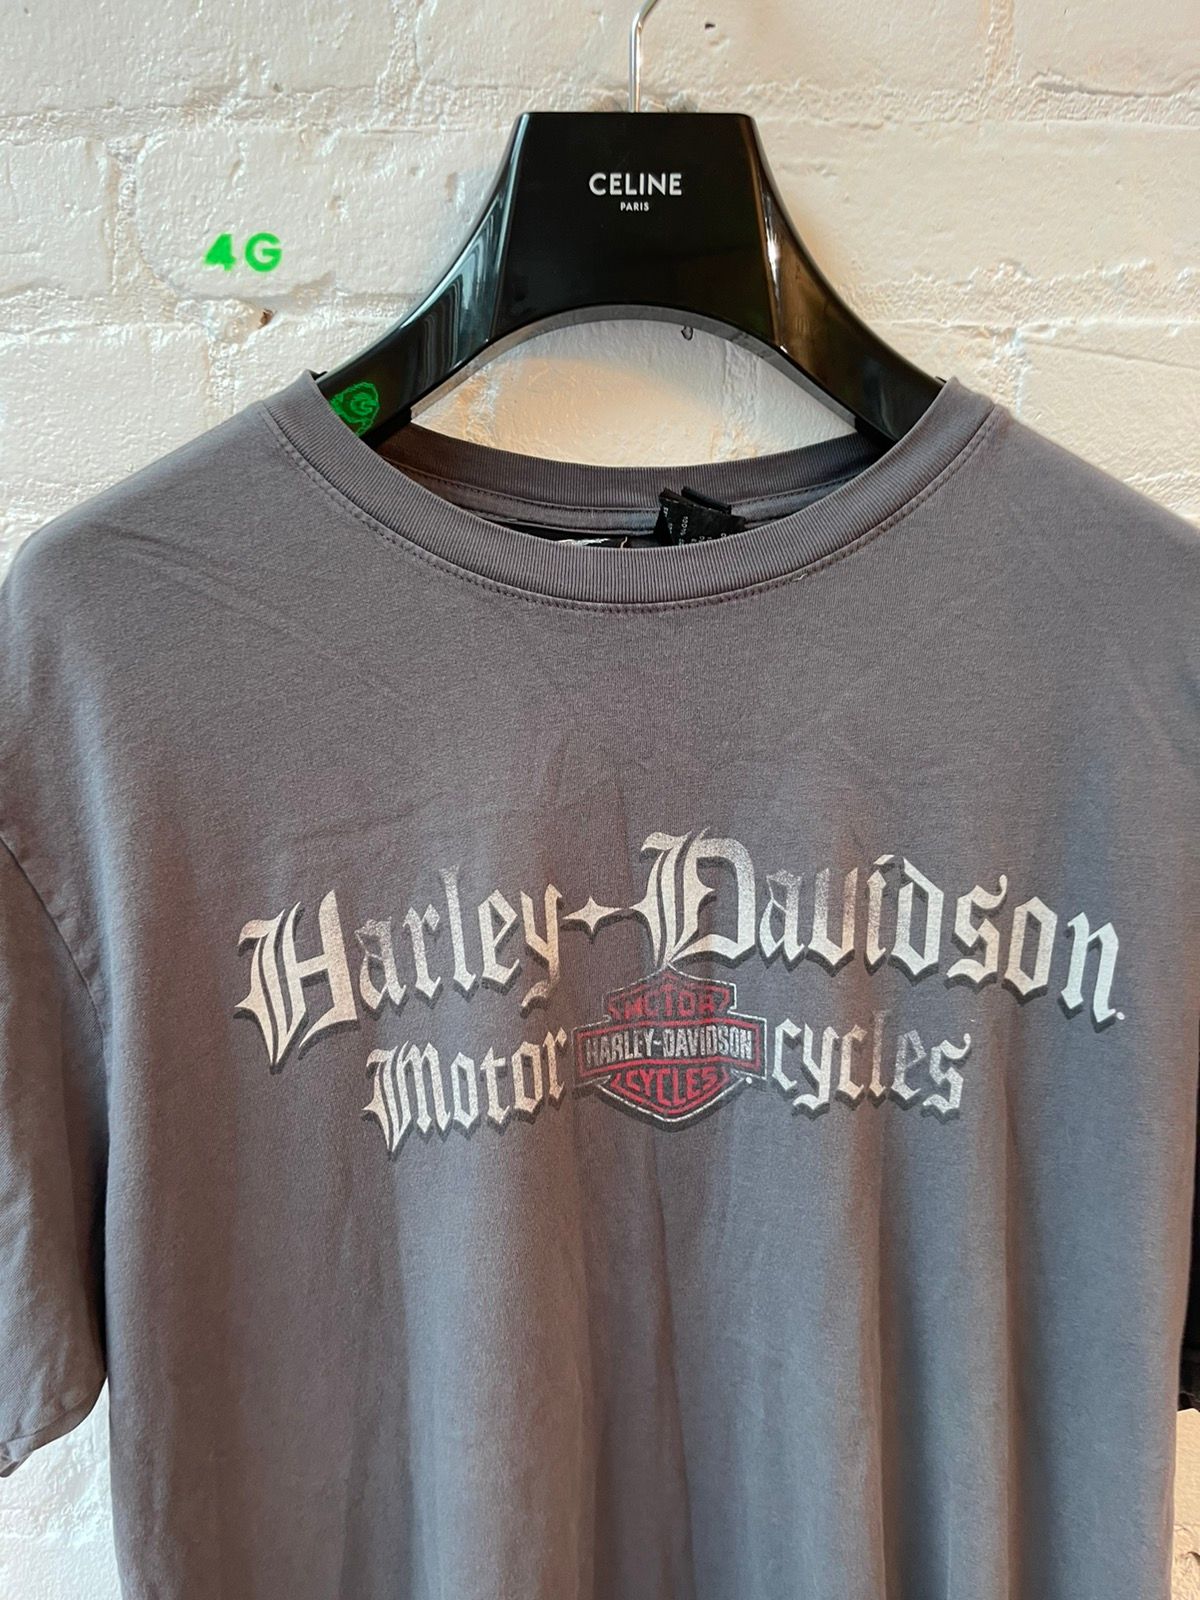 CELINE
PARIS
4G
Harley-Davidson
Motor cycles
MOTOR
HARLEY-DAVIDSON
CYCLES